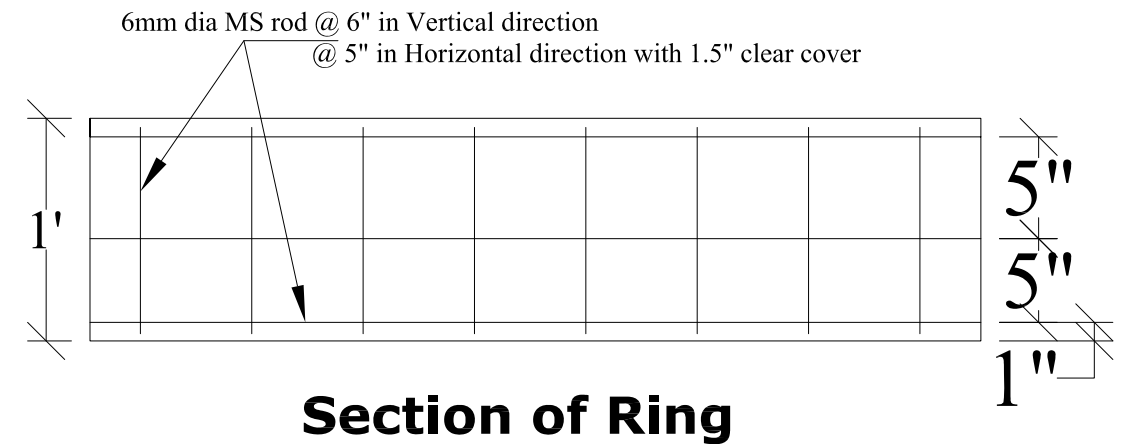 6mm dia MS rod @ 6" in Vertical direction
@ 5" in Horizontal direction with 1.5" clear cover
1'
5"
5"
1"
Section of Ring